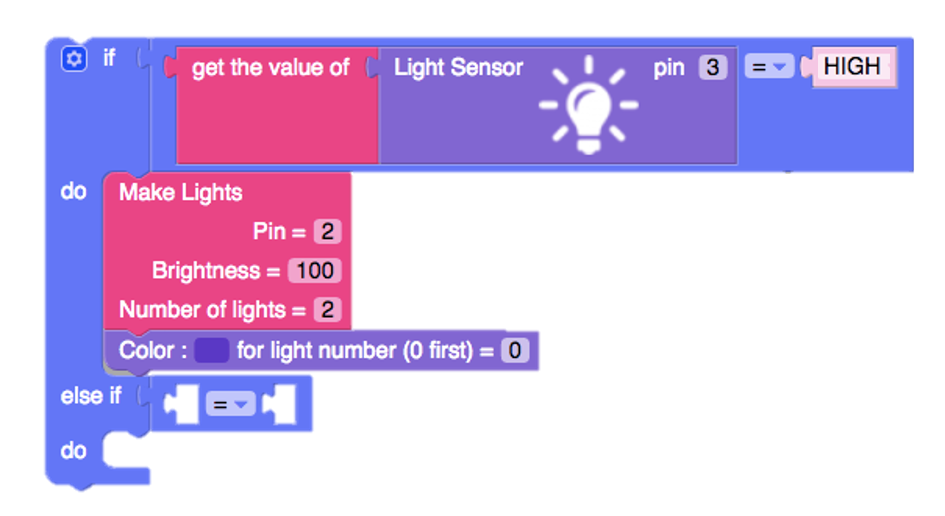 if get the value of Light Sensor pin 3 = HIGH
do Make Lights
Pin = 2
Brightness = 100
Number of lights = 2
Color : for light number (0 first) = 0
else if =
do